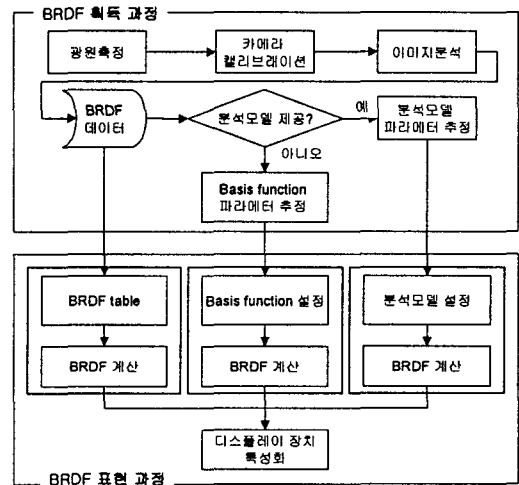 BRDF 획득 과정
광원측정
카메라
캘리브레이션
이미지분석
BRDF
데이터
분석모델 제공?
예
분석모델
파라메터 추정
아니오
Basis function
파라메터 추정
BRDF table
Basis function 설정
분석모델 설정
BRDF 계산
BRDF 계산
BRDF 계산
디스플레이 장치
특성화
BRDF 표현 과정